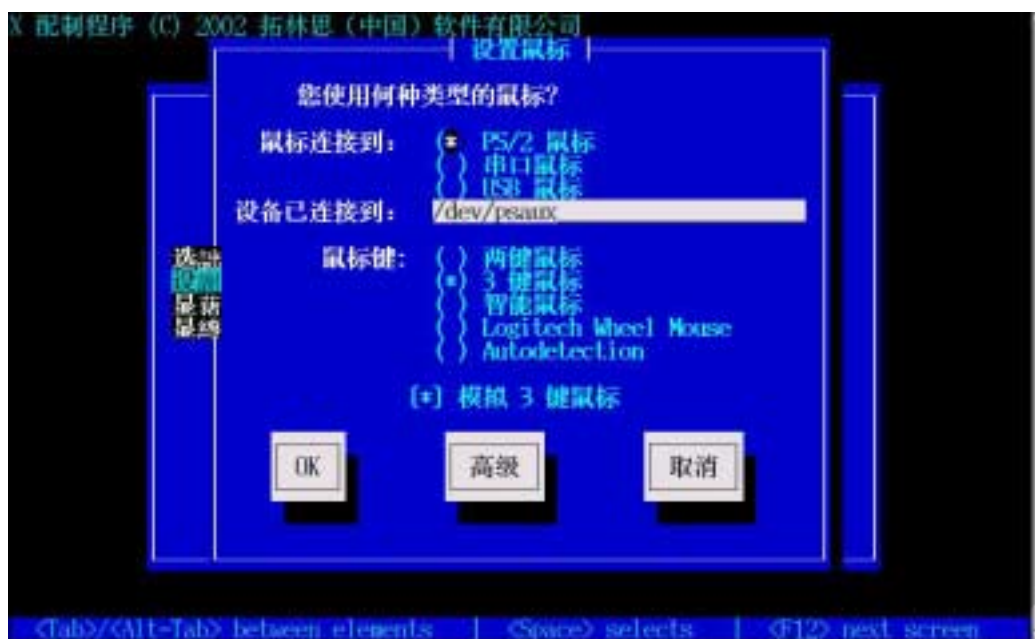 X 配制程序 (C) 2002 拓林思（中国）软件有限公司
设置鼠标
您使用何种类型的鼠标?
鼠标连接到: (*) PS/2 鼠标
( ) 串口鼠标
( ) USB 鼠标
设备已连接到: /dev/psaux
鼠标键: ( ) 两键鼠标
(*) 3 键鼠标
( ) 智能鼠标
( ) Logitech Wheel Mouse
( ) Autodetection
[*] 模拟 3 键鼠标
选
显
最终
OK 高级 取消
<Tab>/<Alt-Tab> between elements | <Space> selects | <F12> next screen